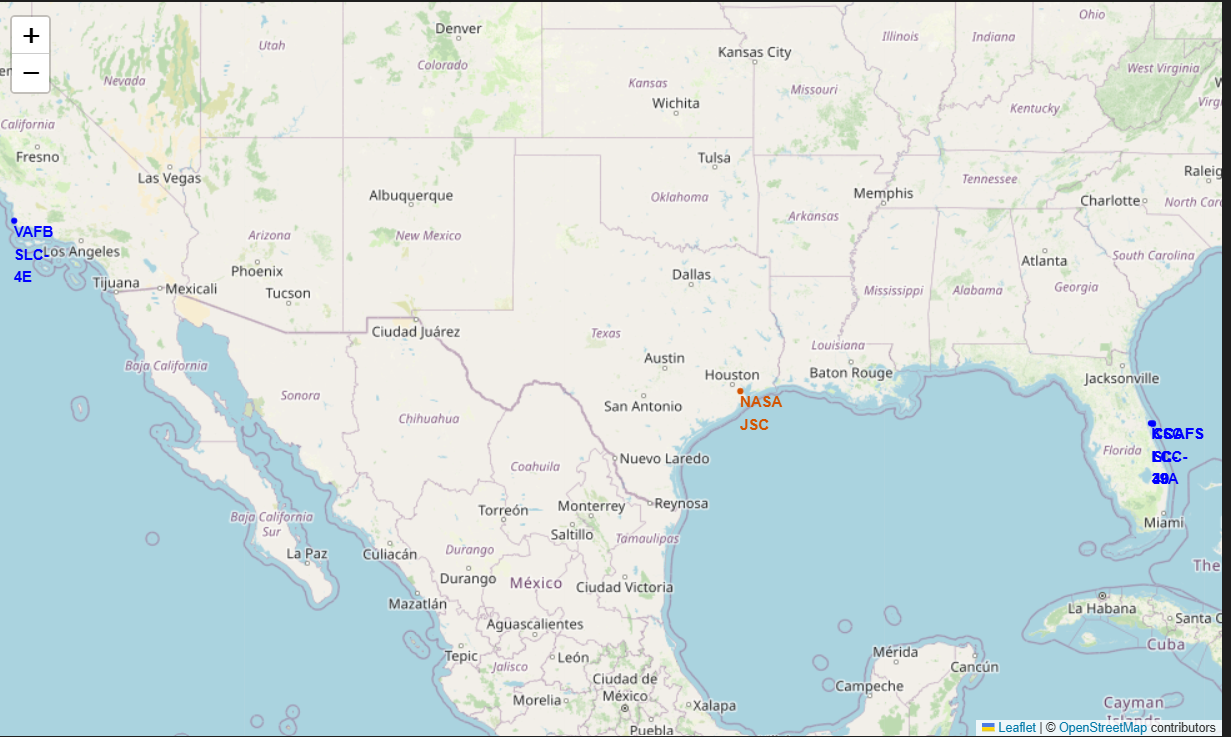 +
−
Denver
Ohio
Utah
Illinois
Indiana
Kansas City
Colorado
West Virginia
Nevada
Kansas
Missouri
Wichita
Kentucky
California
Fresno
Tulsa
Las Vegas
Tennessee
Raleig
Albuquerque
Oklahoma
Memphis
Charlotte
North Car
Arkansas
VAFB
SLC-
4E
Los Angeles
Arizona
New Mexico
Phoenix
Atlanta
South Carolina
Dallas
Tijuana
Mexicali
Tucson
Mississippi
Alabama
Georgia
Ciudad Juárez
Texas
Louisiana
Austin
Baja California
Houston
Baton Rouge
Jacksonville
Sonora
NASA
JSC
San Antonio
Chihuahua
Florida
Nuevo Laredo
Coahuila
Reynosa
Torreón
Monterrey
Baja California
Sur
Saltillo
Tamaulipas
Miami
La Paz
Culiacán
Durango
Durango
México
Ciudad Victoria
The
Mazatlán
La Habana
Santa C
Aguascalientes
Cuba
Tepic
León
Mérida
Jalisco
Cancún
Ciudad de
México
Campeche
Morelia
Xalapa
Cayman
Islands
Puebla
Leaflet | © OpenStreetMap contributors